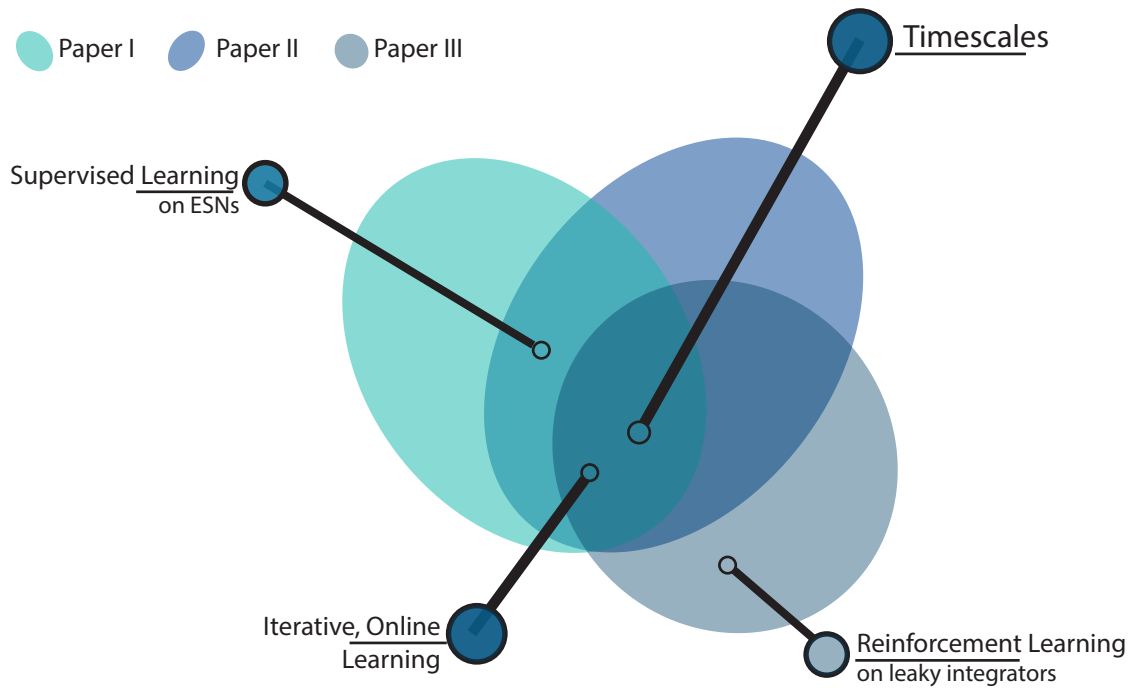 Paper I
Paper II
Paper III
Timescales
Supervised Learning
on ESNs
Iterative, Online
Learning
Reinforcement Learning
on leaky integrators